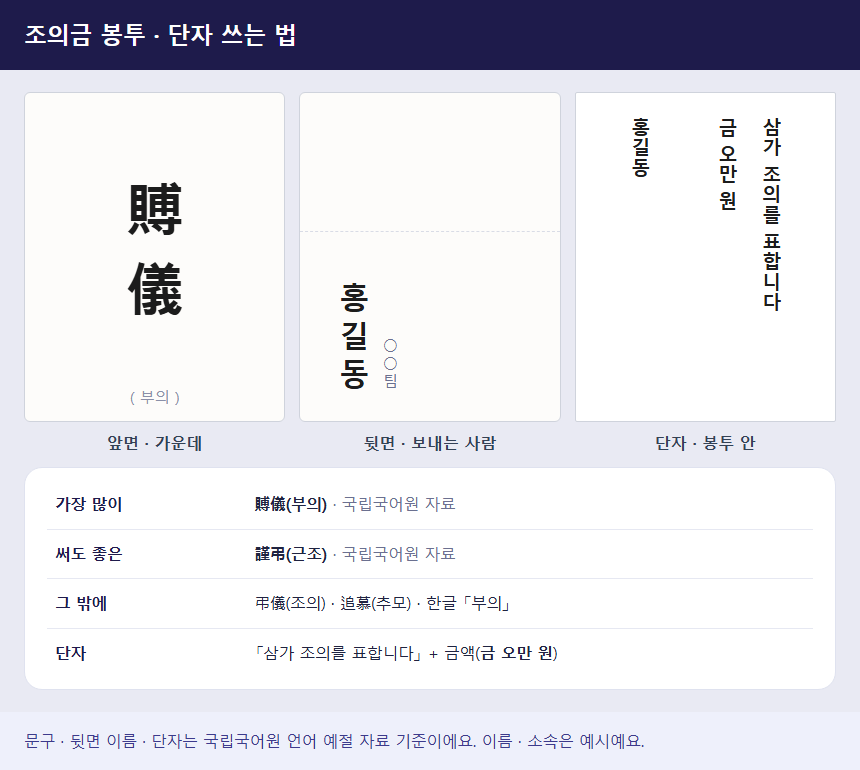 조의금 봉투 · 단자 쓰는 법
賻儀
( 부의 )
앞면 · 가운데
홍길동
○○팀
뒷면 · 보내는 사람
삼가 조의를 표합니다
금 오만 원
홍길동
단자 · 봉투 안
가장 많이 賻儀(부의) · 국립국어원 자료
써도 좋은 謹弔(근조) · 국립국어원 자료
그 밖에 弔儀(조의) · 追慕(추모) · 한글 「부의」
단자 「삼가 조의를 표합니다」 + 금액(금 오만 원)
문구 · 뒷면 이름 · 단자는 국립국어원 언어 예절 자료 기준이에요. 이름 · 소속은 예시예요.